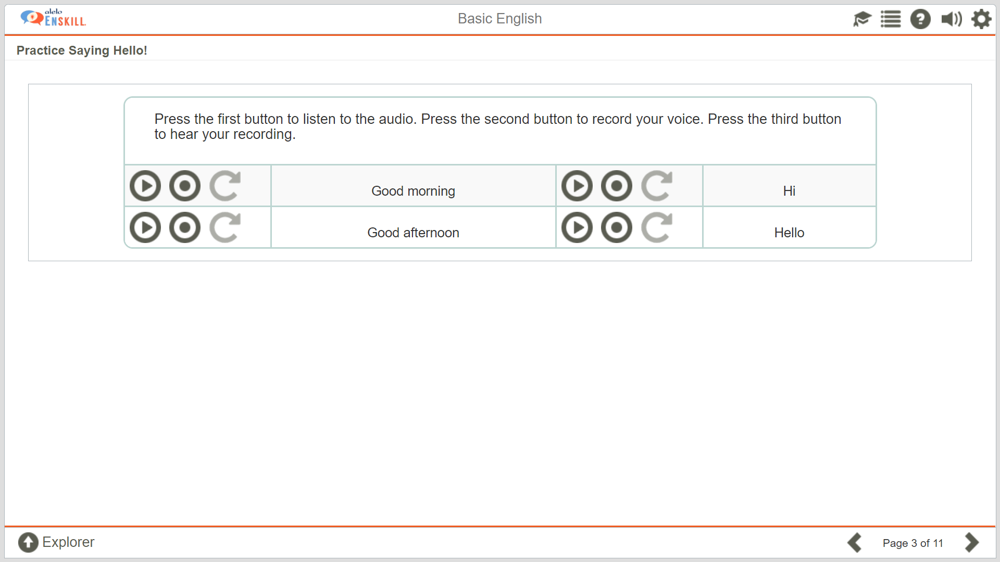 alelo
ENSKILL.
Basic English
Practice Saying Hello!
Press the first button to listen to the audio. Press the second button to record your voice. Press the third button
to hear your recording.
Good morning
Hi
Good afternoon
Hello
Explorer
Page 3 of 11